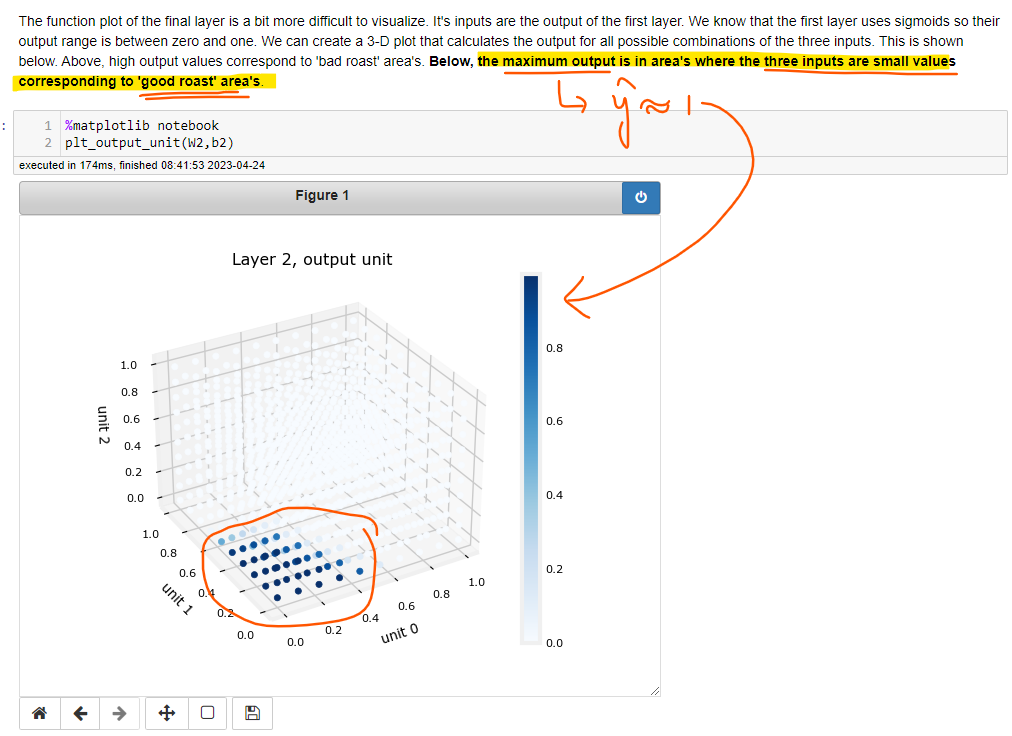 The function plot of the final layer is a bit more difficult to visualize. It's inputs are the output of the first layer. We know that the first layer uses sigmoids so their
output range is between zero and one. We can create a 3-D plot that calculates the output for all possible combinations of the three inputs. This is shown
below. Above, high output values correspond to 'bad roast' area's. Below, the maximum output is in area's where the three inputs are small values
corresponding to 'good roast' area's.
ŷ ≈ 1
:
1 %matplotlib notebook
2 plt_output_unit(W2,b2)
executed in 174ms, finished 08:41:53 2023-04-24
Figure 1
Layer 2, output unit
1.0
0.8
0.6
0.4
0.2
0.0
unit 2
1.0
0.8
0.6
0.4
0.2
0.0
unit 1
0.0
0.2
0.4
0.6
0.8
1.0
unit 0
0.8
0.6
0.4
0.2
0.0